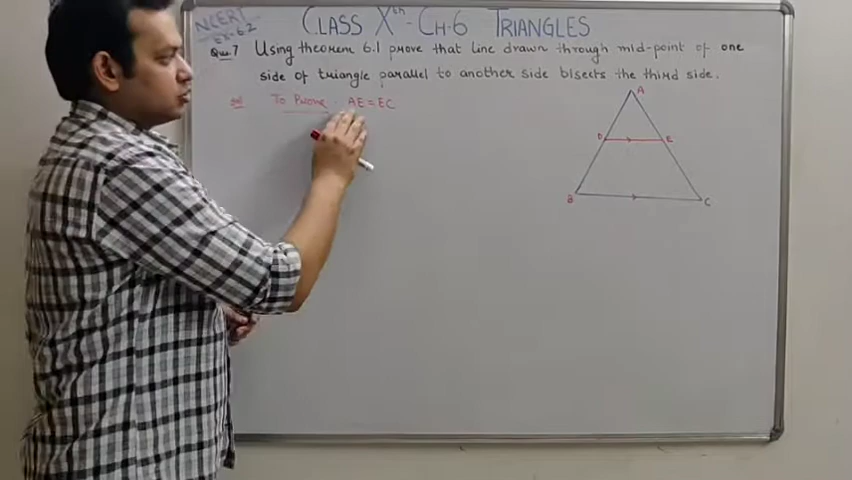 NCERT
Ex-6.2
CLASS Xth - CH-6 TRIANGLES
Que.7 Using theorem 6.1 prove that line drawn through mid-point of one
side of triangle parallel to another side bisects the third side.
Sol To Prove : AE = EC
A
D E
B C